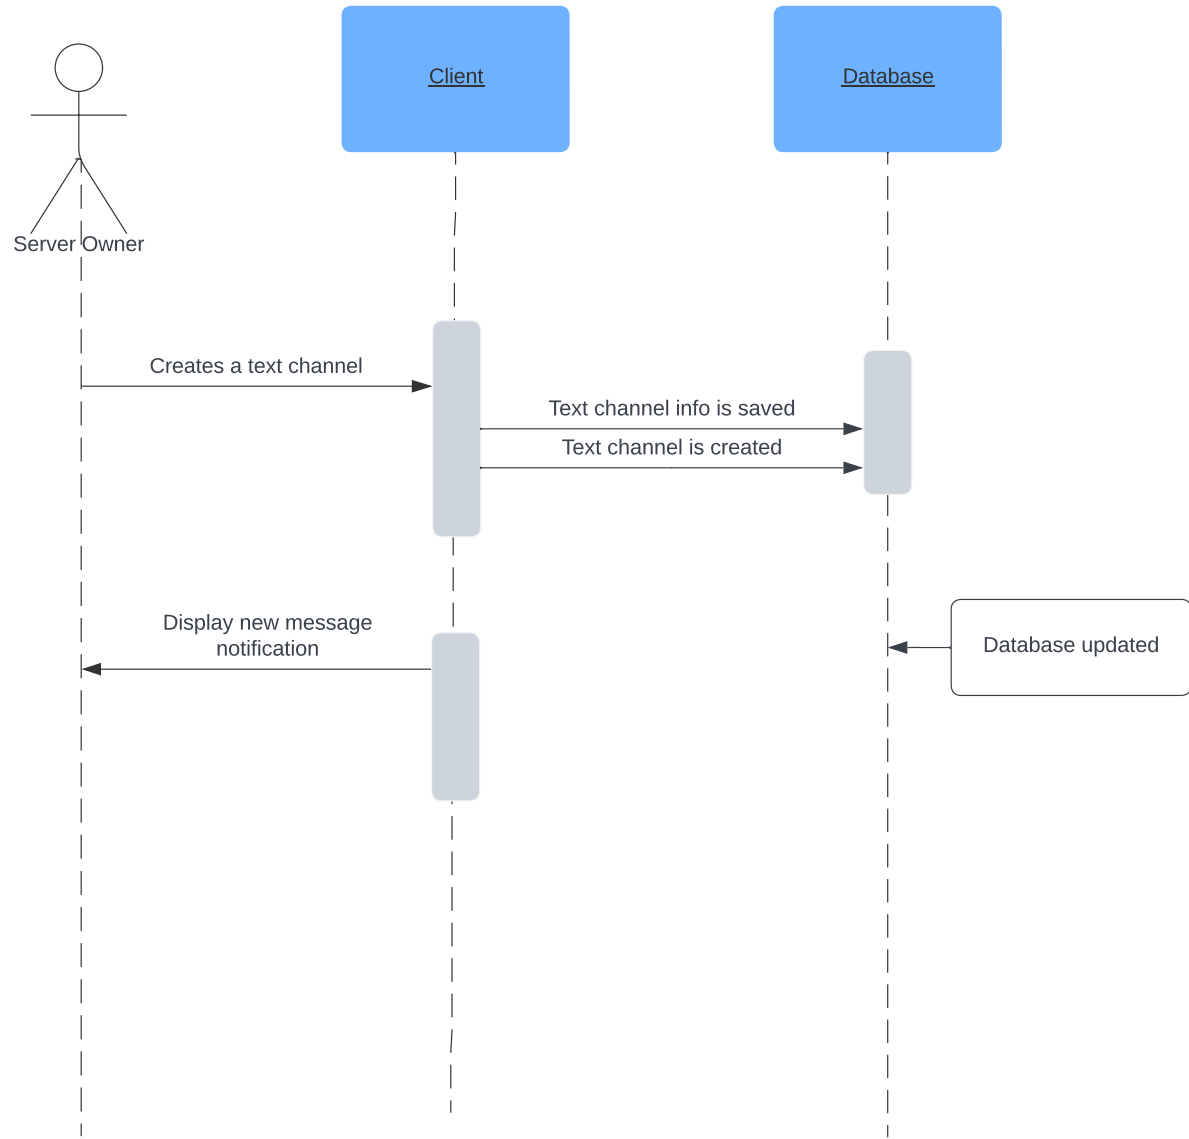 Client
Database
Server Owner
Creates a text channel
Text channel info is saved
Text channel is created
Display new message
notification
Database updated